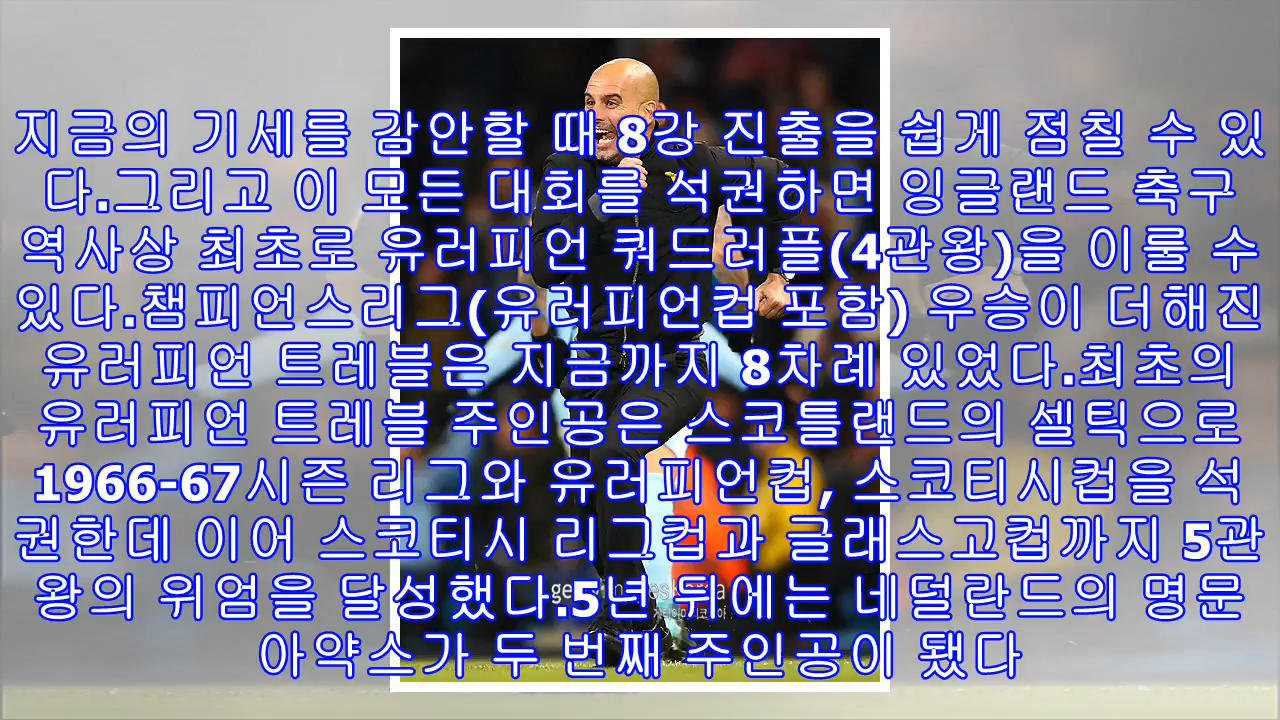 지금의 기세를 감안할 때 8강 진출을 쉽게 점칠 수 있
다.그리고 이 모든 대회를 석권하면 잉글랜드 축구
역사상 최초로 유러피언 쿼드러플(4관왕)을 이룰 수
있다.챔피언스리그(유러피언컵 포함) 우승이 더해진
유러피언 트레블은 지금까지 8차례 있었다.최초의
유러피언 트레블 주인공은 스코틀랜드의 셀틱으로
1966-67시즌 리그와 유러피언컵, 스코티시컵을 석
권한데 이어 스코티시 리그컵과 글래스고컵까지 5관
왕의 위엄을 달성했다.5년 뒤에는 네덜란드의 명문
아약스가 두 번째 주인공이 됐다